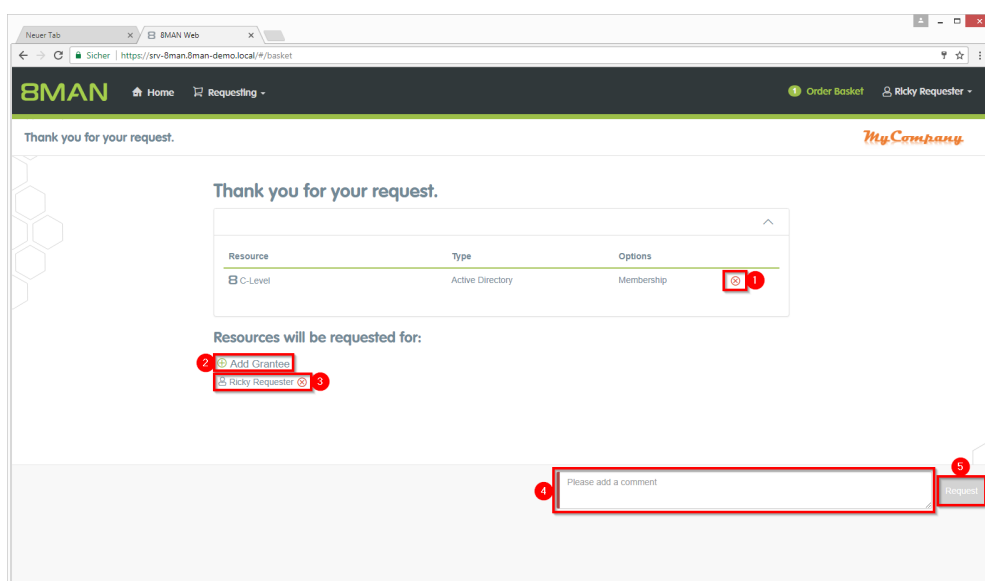 Neuer Tab
8MAN Web
Sicher | https://srv-8man.8man-demo.local/#/basket
8MAN Home Requesting 1 Order Basket Ricky Requester
Thank you for your request. MyCompany
Thank you for your request.
Resource Type Options
C-Level Active Directory Membership 1
Resources will be requested for:
2 Add Grantee
Ricky Requester 3
5
4 Please add a comment Request